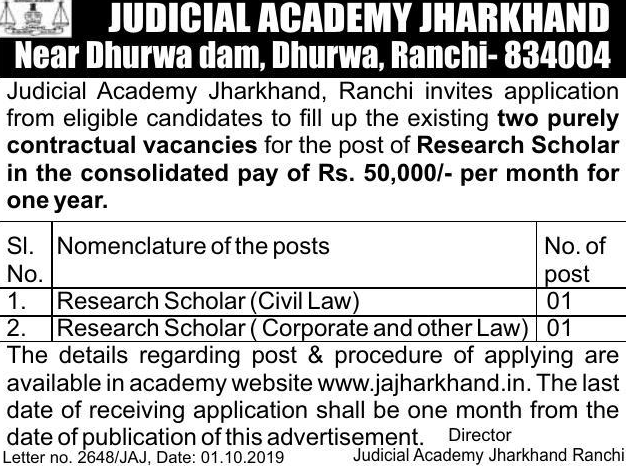 JUDICIAL ACADEMY JHARKHAND
Near Dhurwa dam, Dhurwa, Ranchi- 834004
Judicial Academy Jharkhand, Ranchi invites application
from eligible candidates to fill up the existing two purely
contractual vacancies for the post of Research Scholar
in the consolidated pay of Rs. 50,000/- per month for
one year.
Sl. No. Nomenclature of the posts No. of post
1. Research Scholar (Civil Law) 01
2. Research Scholar ( Corporate and other Law) 01
The details regarding post & procedure of applying are
available in academy website www.jajharkhand.in. The last
date of receiving application shall be one month from the
date of publication of this advertisement. Director
Letter no. 2648/JAJ, Date: 01.10.2019 Judicial Academy Jharkhand Ranchi